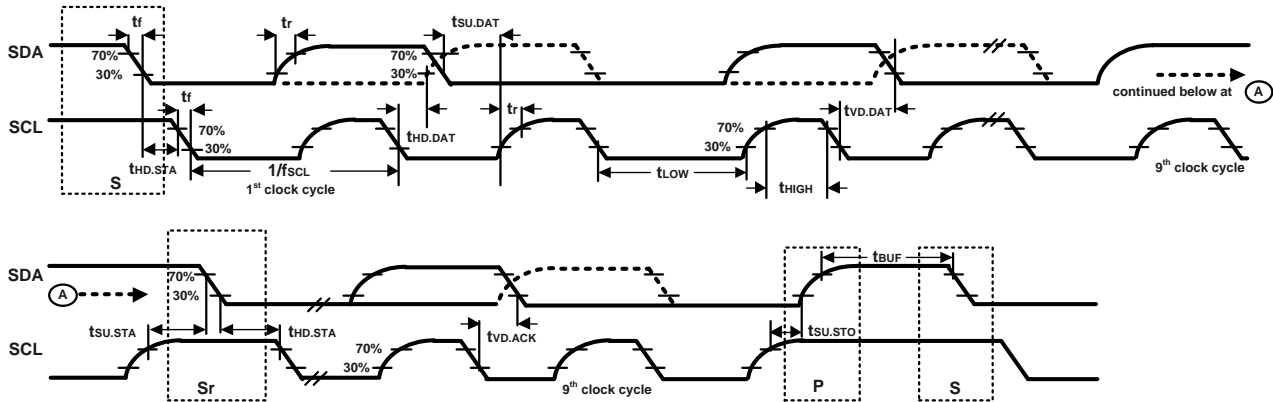 tf
tr
tSU.DAT
SDA
70%
30%
70%
30%
tf
continued below at
A
tVD.DAT
SCL
70%
30%
tHD.DAT
tr
70%
30%
tHD.STA
1/fSCL
tLOW
tHIGH
9th clock cycle
S
1st clock cycle
SDA
70%
30%
tBUF
A
tSU.STA
tHD.STA
tVD.ACK
tSU.STO
SCL
70%
30%
Sr
9th clock cycle
P
S